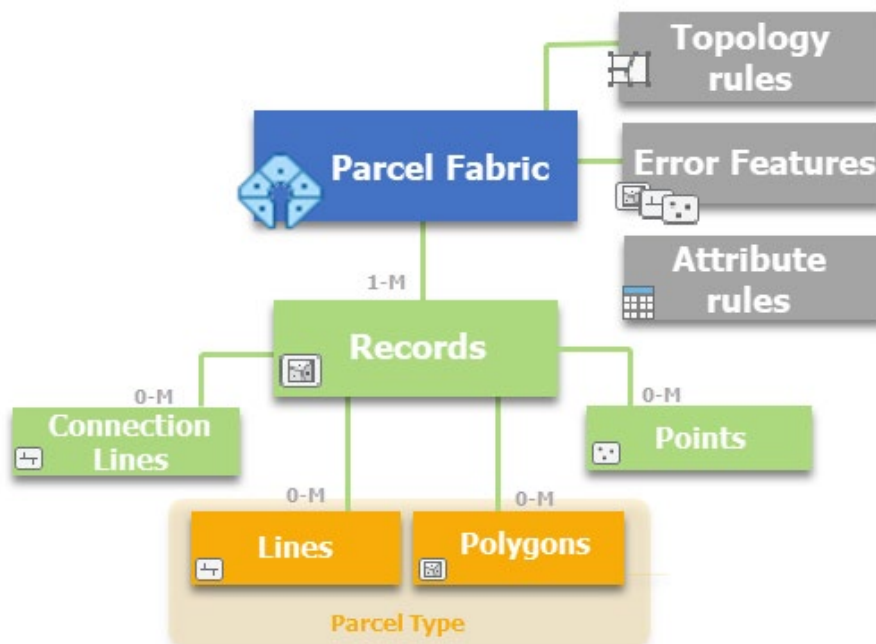 Topology
rules
Parcel Fabric
Error Features
Attribute
rules
1-M
Records
0-M
0-M
Connection
Lines
Points
0-M
0-M
Lines
Polygons
Parcel Type